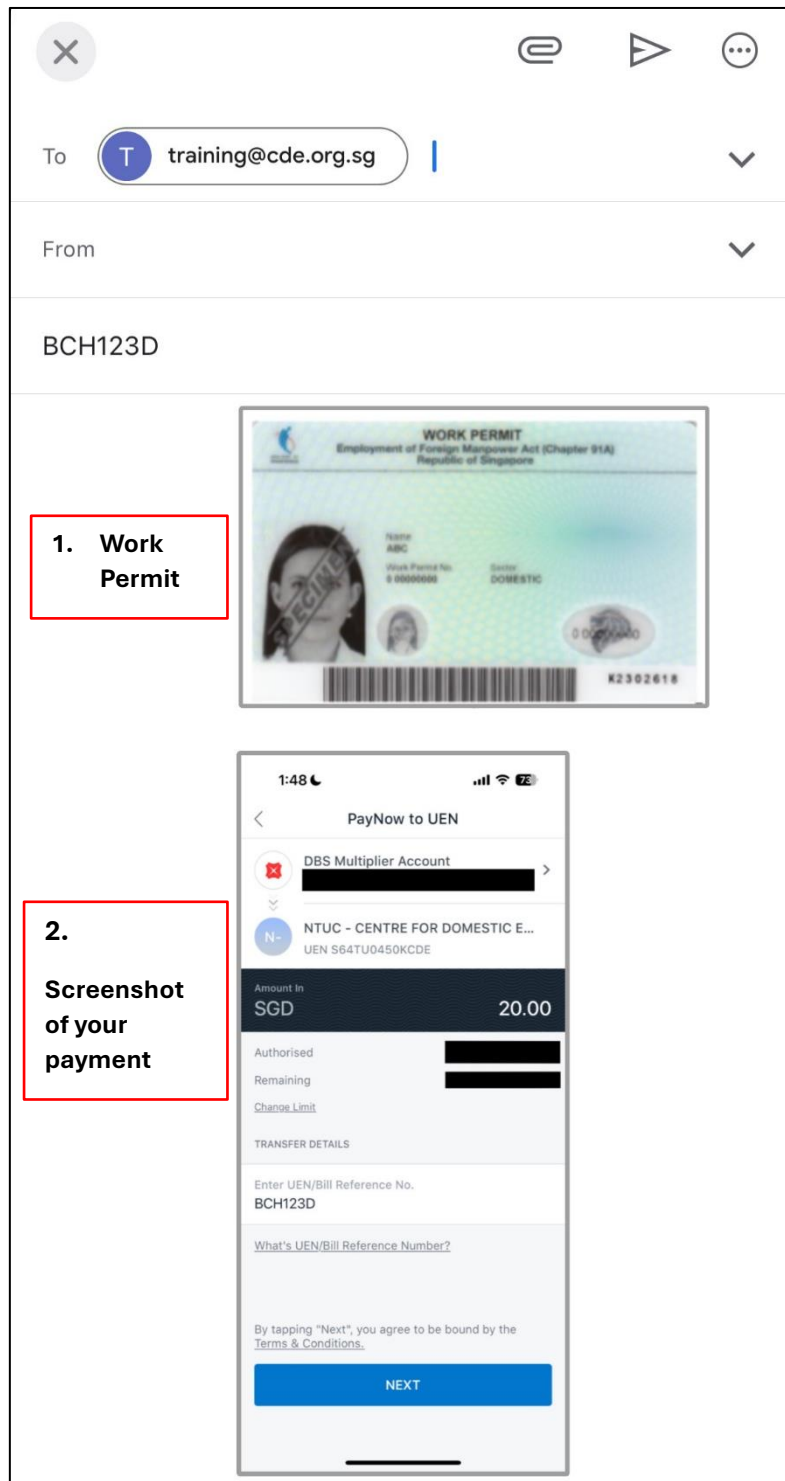 To T training@cde.org.sg
From
BCH123D
1. Work
Permit
WORK PERMIT
Employment of Foreign Manpower Act (Chapter 91A)
Republic of Singapore
SPECIMEN
Name
ABC
Work Permit No.
0 00000000
Sector
DOMESTIC
K2302618
2.
Screenshot
of your
payment
1:48
73
PayNow to UEN
DBS Multiplier Account
N-
NTUC - CENTRE FOR DOMESTIC E...
UEN S64TU0450KCDE
Amount In
SGD 20.00
Authorised
Remaining
Change Limit
TRANSFER DETAILS
Enter UEN/Bill Reference No.
BCH123D
What's UEN/Bill Reference Number?
By tapping "Next", you agree to be bound by the
Terms & Conditions.
NEXT